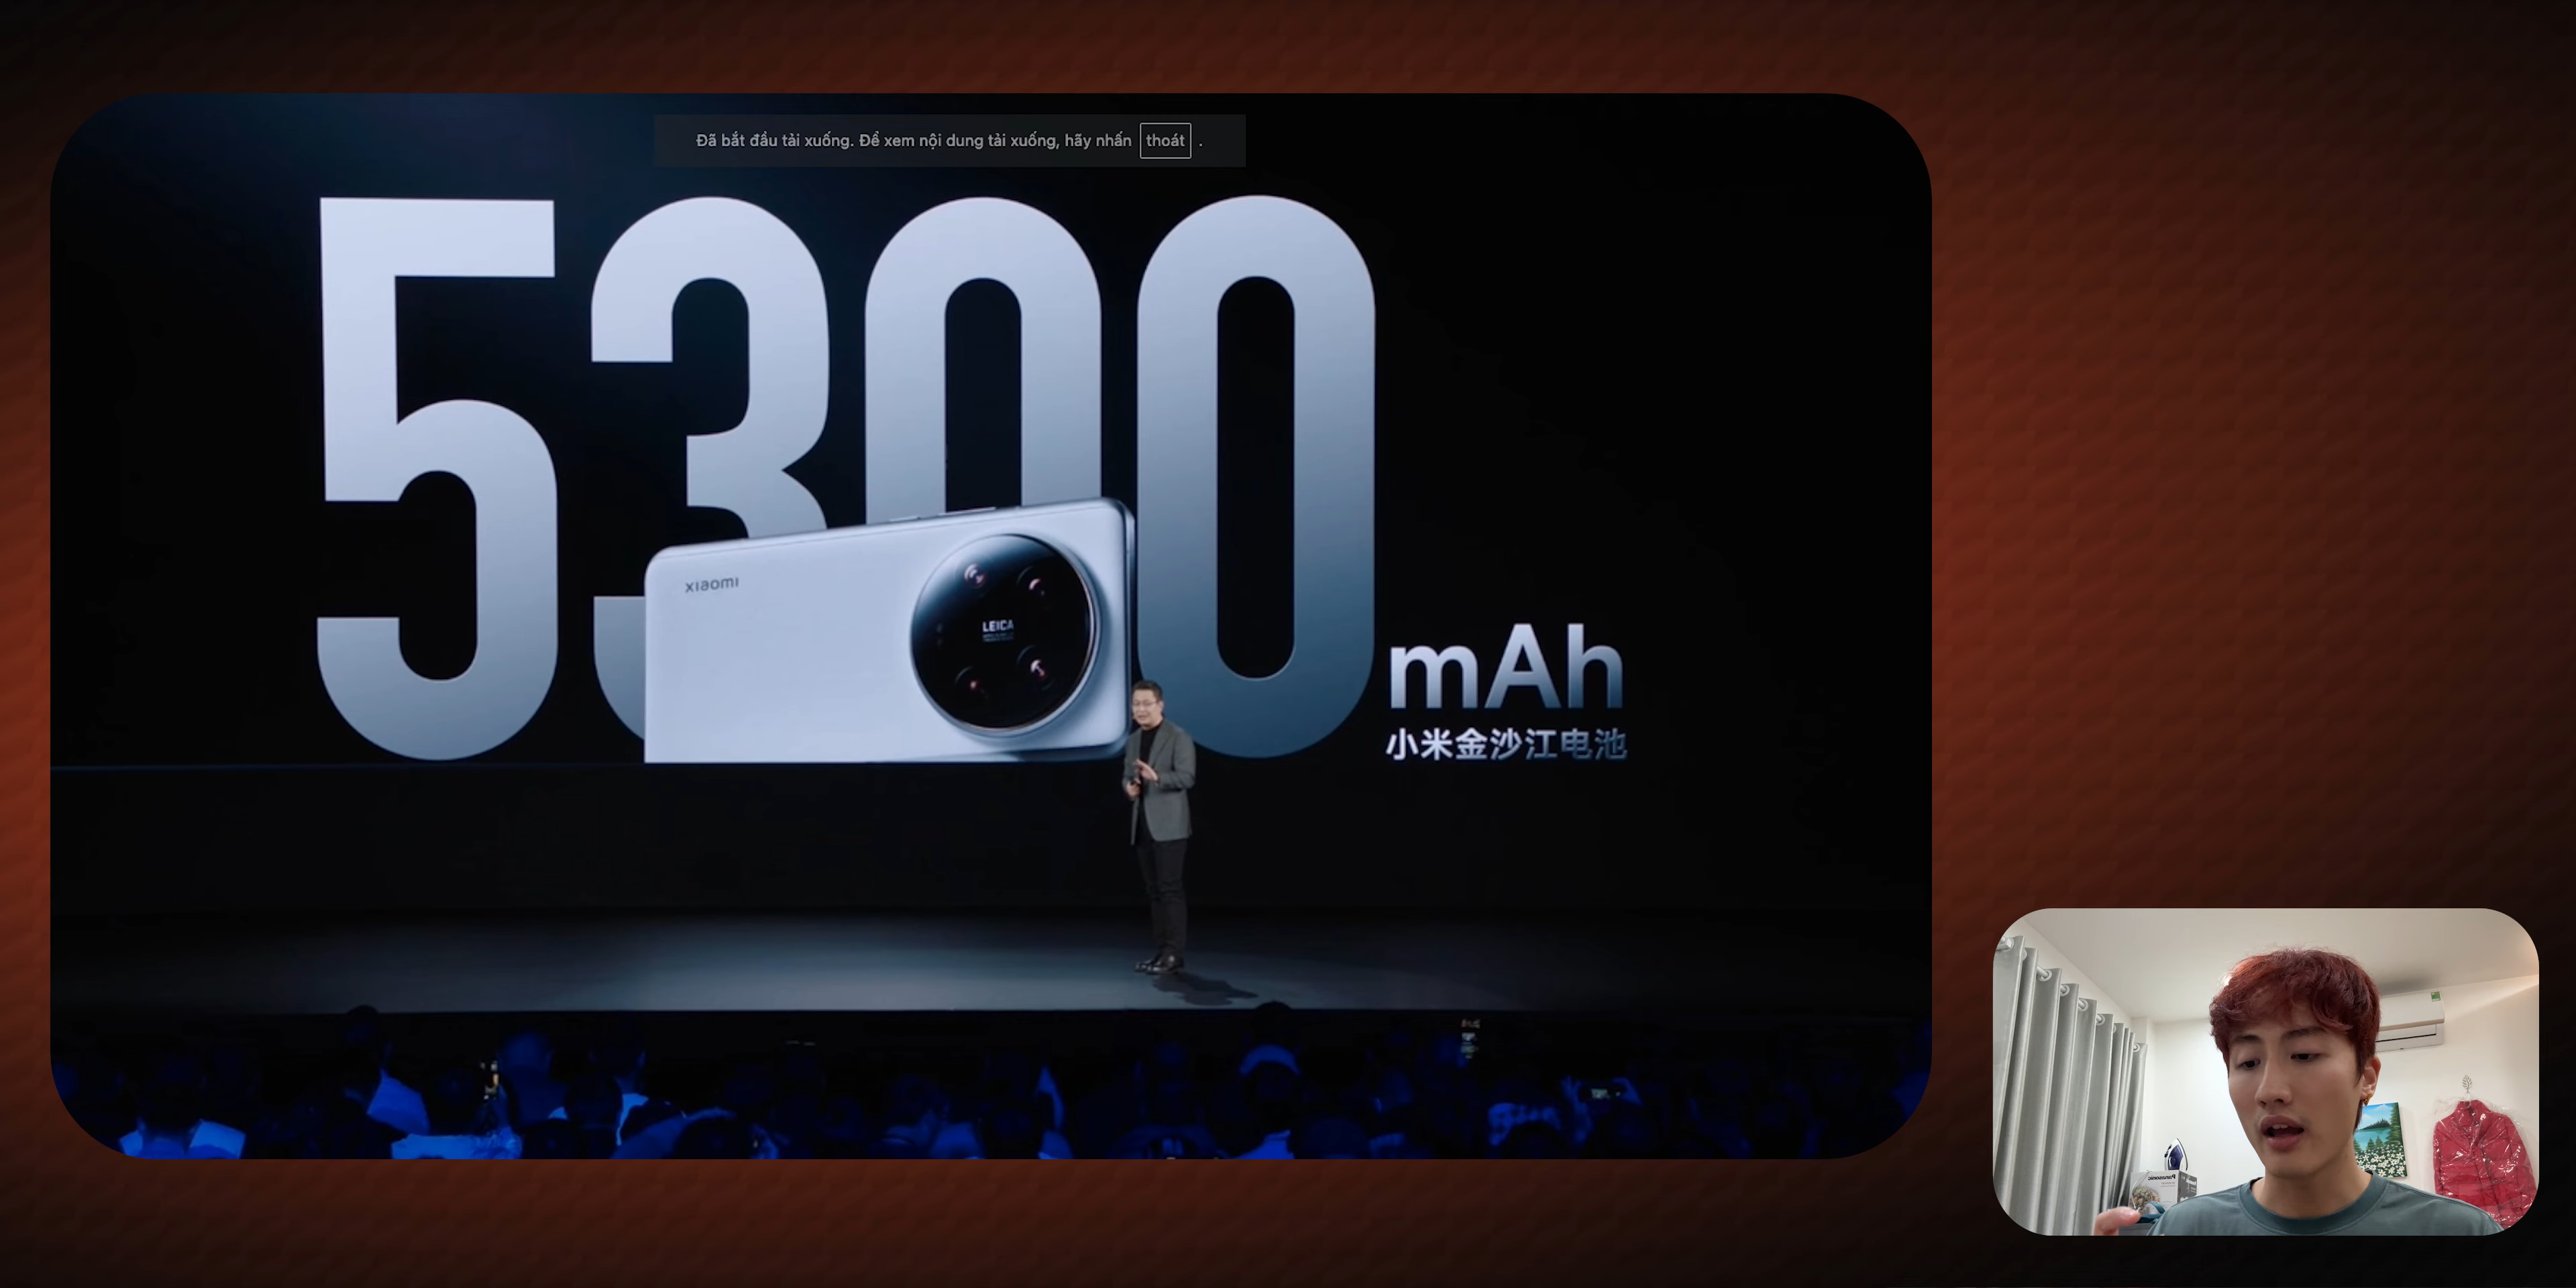 Đã bắt đầu tải xuống. Để xem nội dung tải xuống, hãy nhấn thoát .
5300
mAh
小米金沙江电池
xiaomi
LEICA
Panasonic